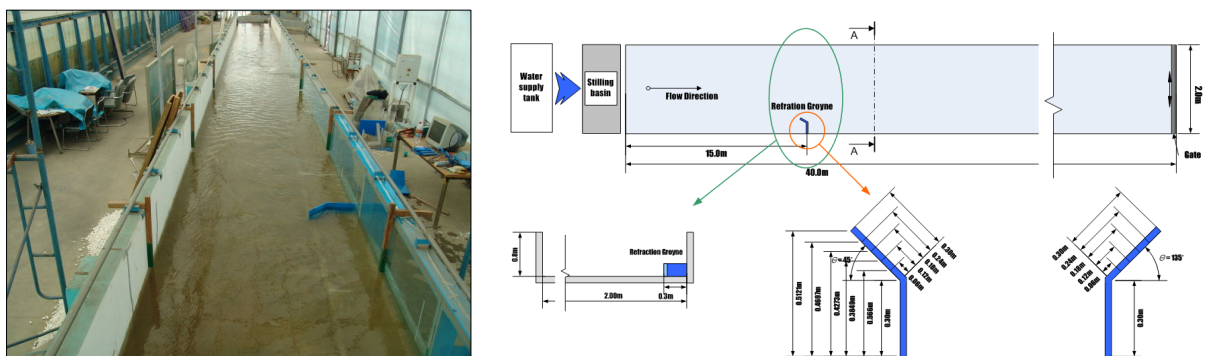 Water
supply
tank
Stilling
basin
Flow Direction
Refration Groyne
A
A
15.0m
40.0m
2.0m
Gate
0.8m
Refraction Groyne
2.00m
0.3m
0.5121m
0.4697m
0.4273m
0.3849m
0.566m
0.30m
Θ=45°
0.30m
0.24m
0.18m
0.12m
0.06m
0.30m
0.24m
0.18m
0.12m
0.06m
Θ=135°
0.30m